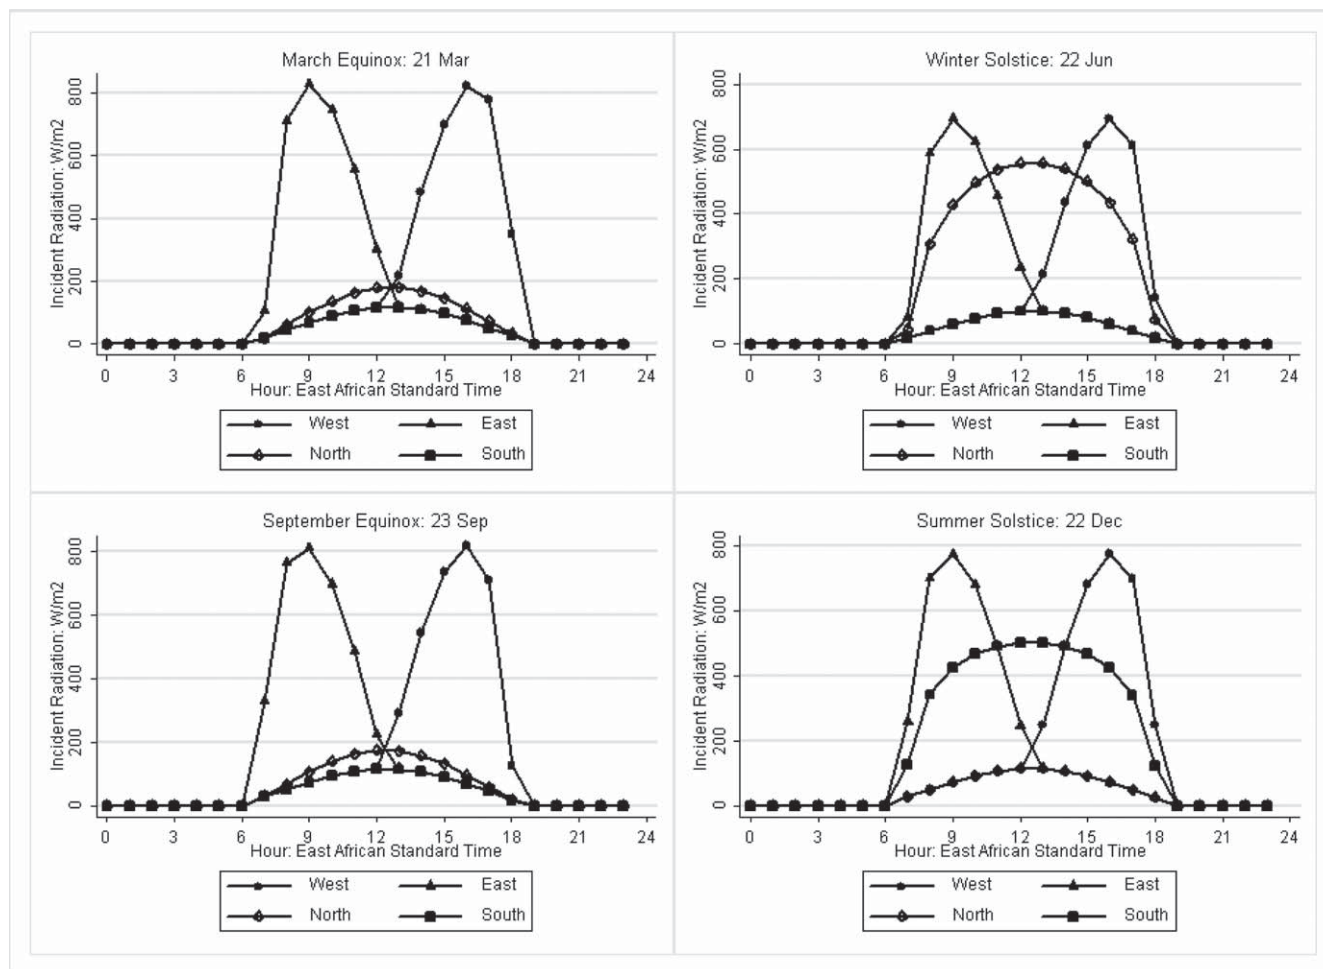 March Equinox: 21 Mar
Incident Radiation: W/m2
800
600
400
200
0
0 3 6 9 12 15 18 21 24
Hour: East African Standard Time
West East
North South
Winter Solstice: 22 Jun
Incident Radiation: W/m2
800
600
400
200
0
0 3 6 9 12 15 18 21 24
Hour: East African Standard Time
West East
North South
September Equinox: 23 Sep
Incident Radiation: W/m2
800
600
400
200
0
0 3 6 9 12 15 18 21 24
Hour: East African Standard Time
West East
North South
Summer Solstice: 22 Dec
Incident Radiation: W/m2
800
600
400
200
0
0 3 6 9 12 15 18 21 24
Hour: East African Standard Time
West East
North South